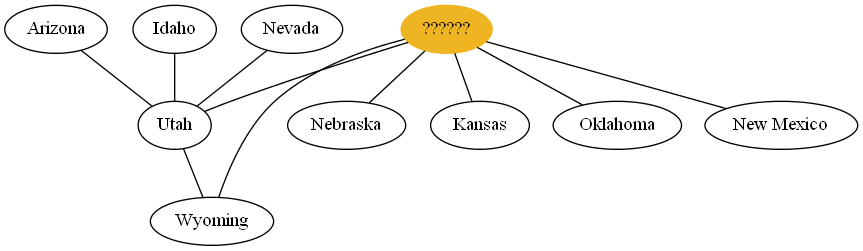 Arizona
Idaho
Nevada
??????
Utah
Nebraska
Kansas
Oklahoma
New Mexico
Wyoming